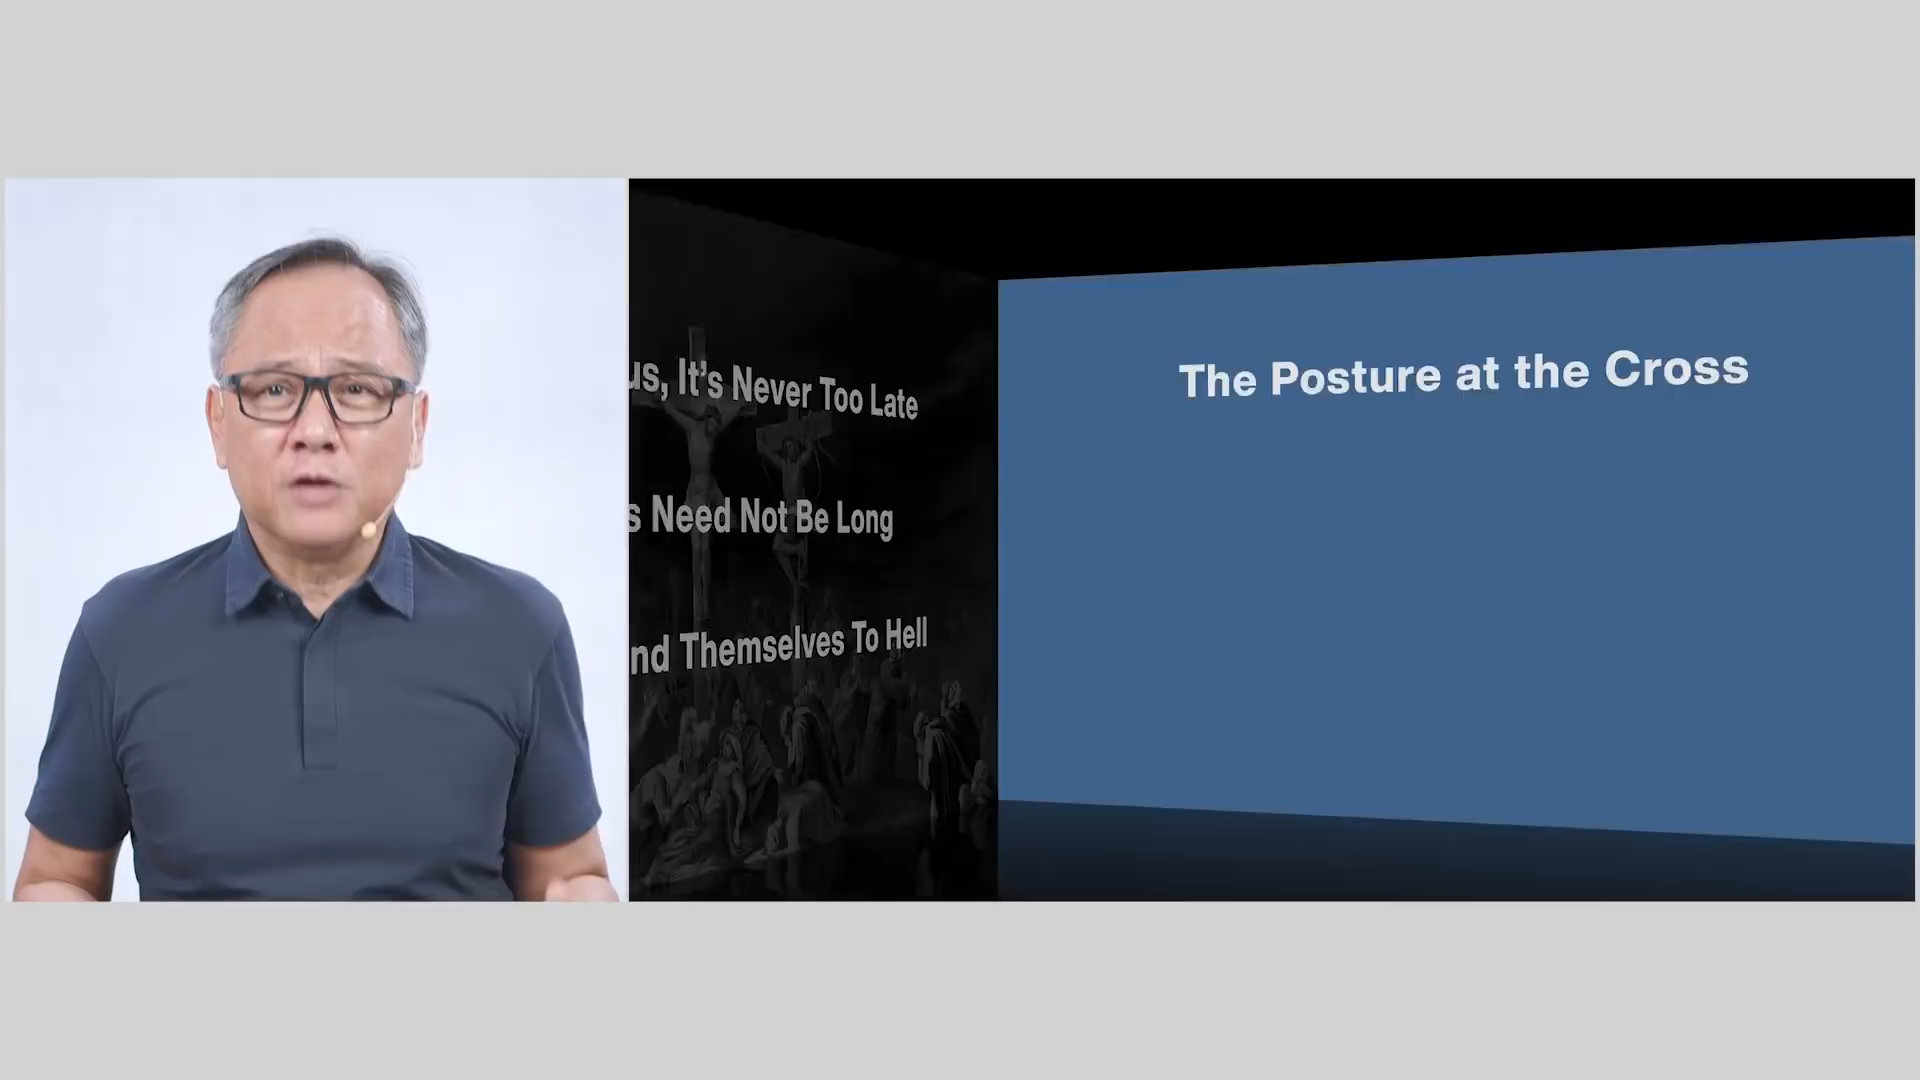 us, It's Never Too Late
s Need Not Be Long
nd Themselves To Hell
The Posture at the Cross